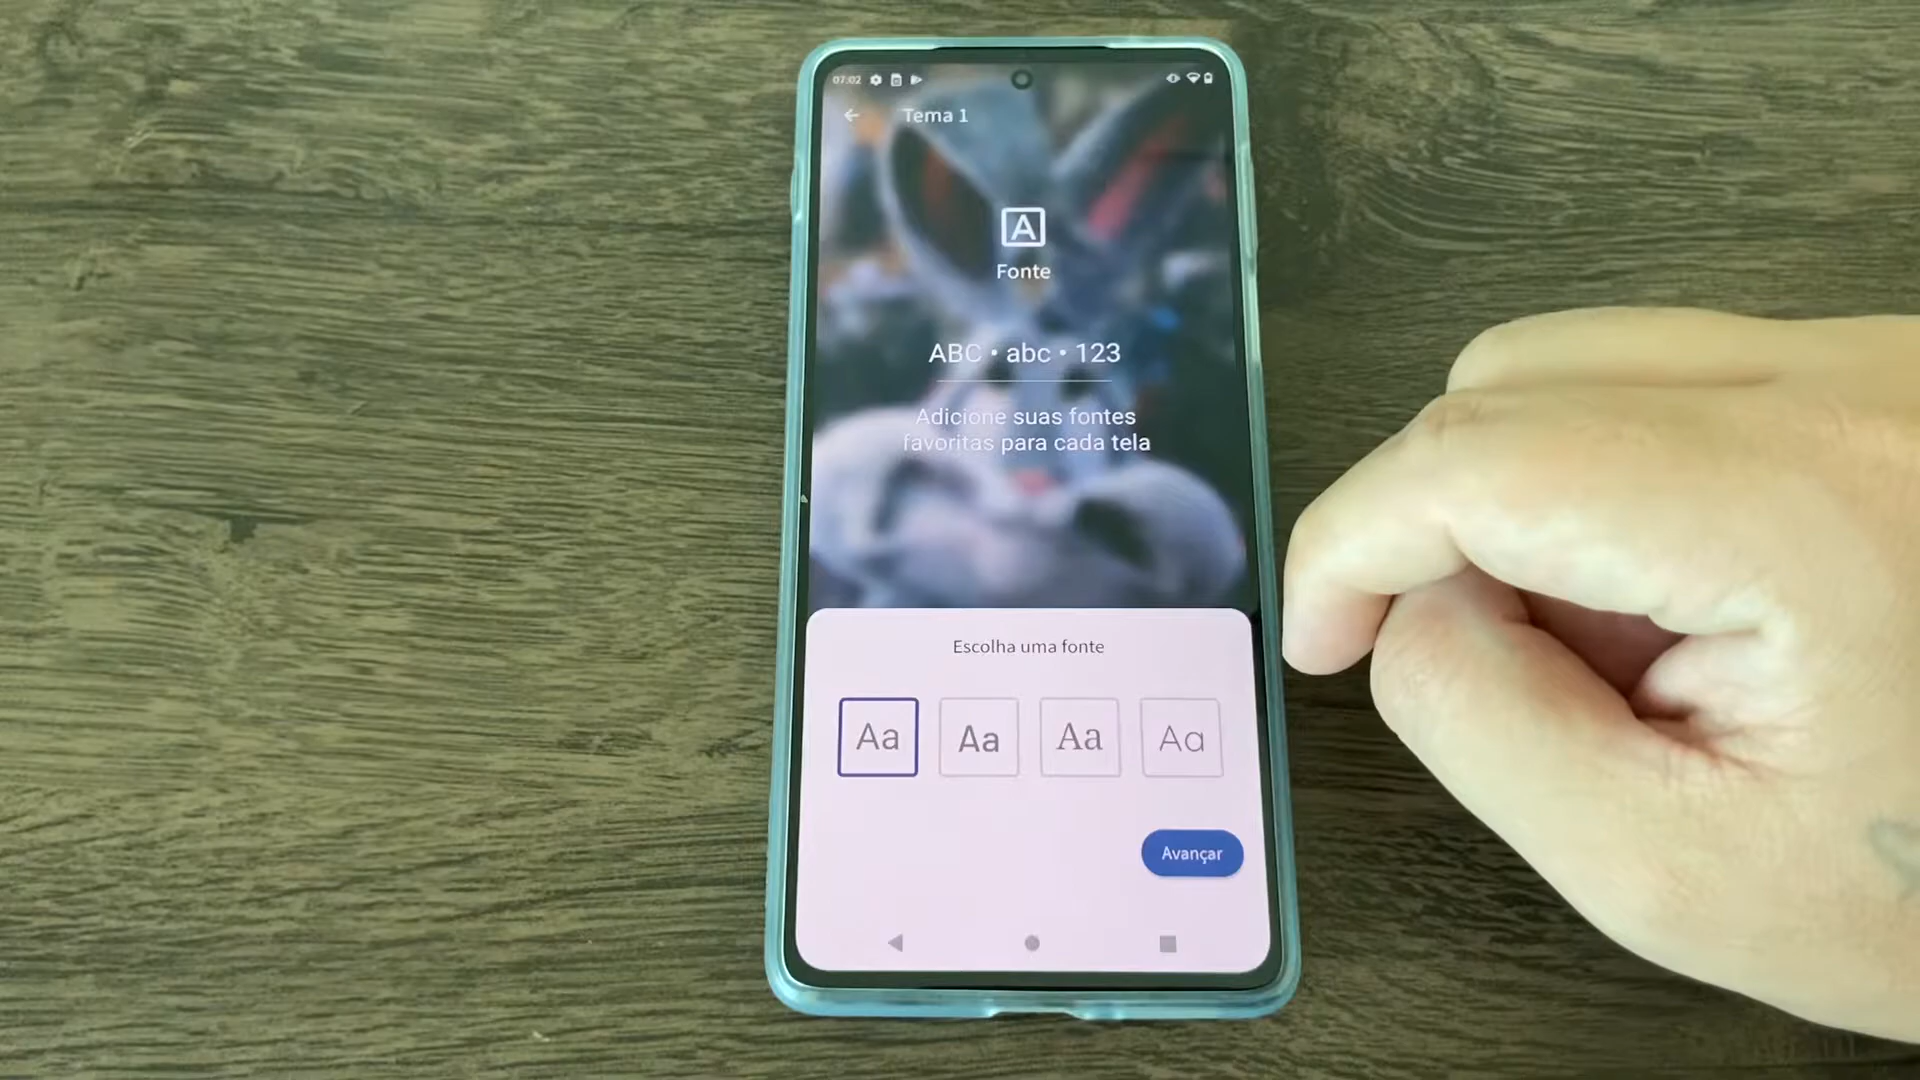 07:02
Tema 1
A
Fonte
ABC • abc • 123
Adicione suas fontes
favoritas para cada tela
Escolha uma fonte
Aa Aa Aa Aa
Avançar